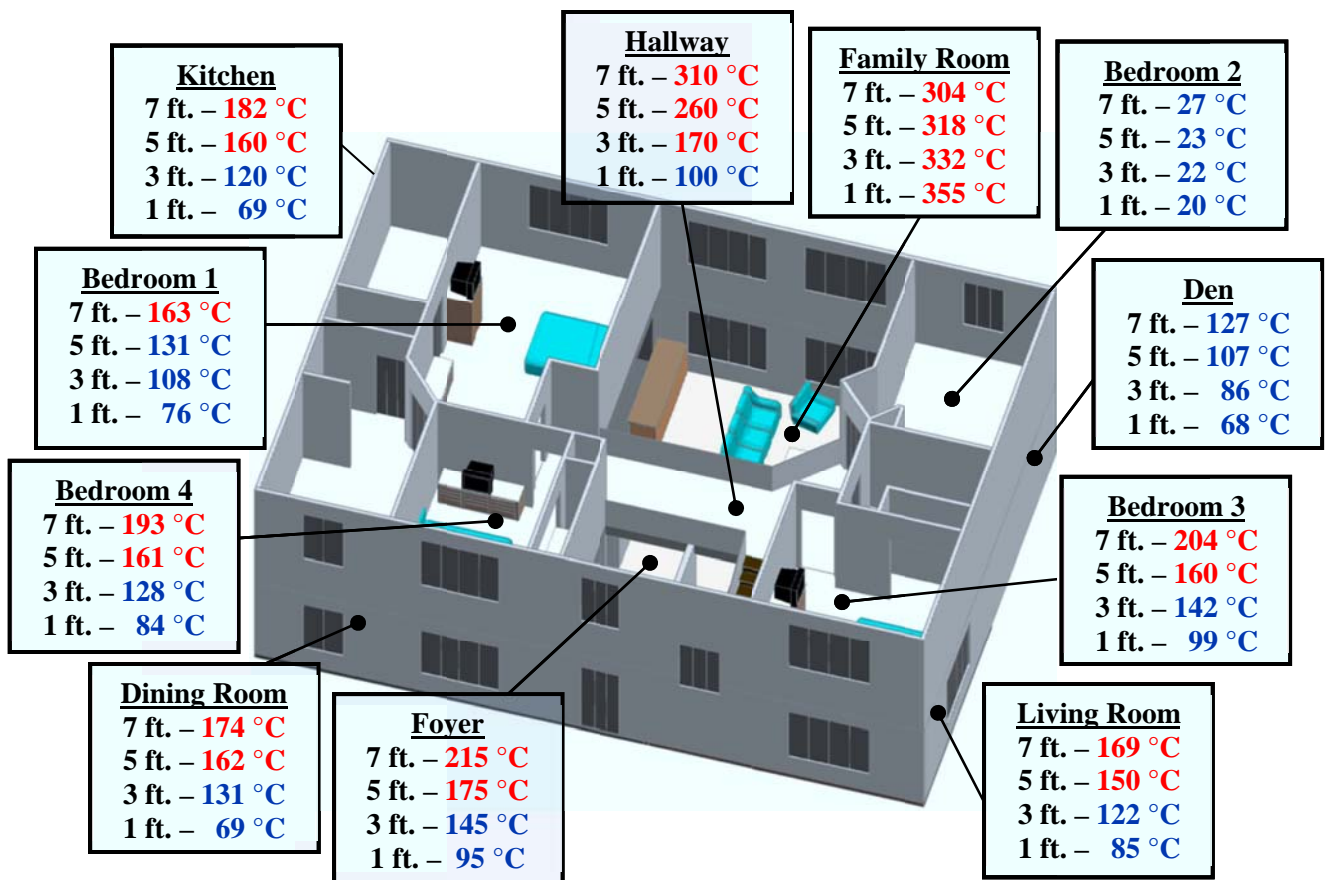 Kitchen
7 ft. – 182 °C
5 ft. – 160 °C
3 ft. – 120 °C
1 ft. – 69 °C
Hallway
7 ft. – 310 °C
5 ft. – 260 °C
3 ft. – 170 °C
1 ft. – 100 °C
Family Room
7 ft. – 304 °C
5 ft. – 318 °C
3 ft. – 332 °C
1 ft. – 355 °C
Bedroom 2
7 ft. – 27 °C
5 ft. – 23 °C
3 ft. – 22 °C
1 ft. – 20 °C
Bedroom 1
7 ft. – 163 °C
5 ft. – 131 °C
3 ft. – 108 °C
1 ft. – 76 °C
Den
7 ft. – 127 °C
5 ft. – 107 °C
3 ft. – 86 °C
1 ft. – 68 °C
Bedroom 4
7 ft. – 193 °C
5 ft. – 161 °C
3 ft. – 128 °C
1 ft. – 84 °C
Bedroom 3
7 ft. – 204 °C
5 ft. – 160 °C
3 ft. – 142 °C
1 ft. – 99 °C
Dining Room
7 ft. – 174 °C
5 ft. – 162 °C
3 ft. – 131 °C
1 ft. – 69 °C
Foyer
7 ft. – 215 °C
5 ft. – 175 °C
3 ft. – 145 °C
1 ft. – 95 °C
Living Room
7 ft. – 169 °C
5 ft. – 150 °C
3 ft. – 122 °C
1 ft. – 85 °C